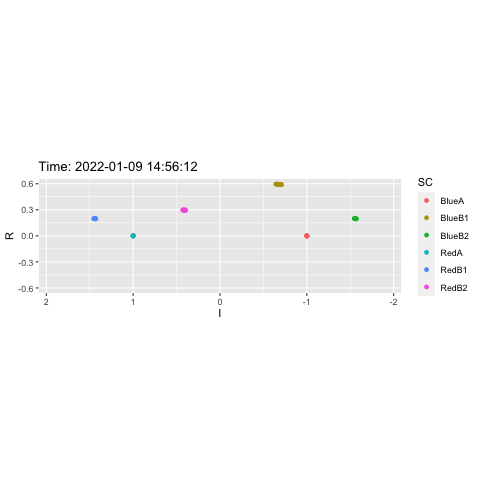 Time: 2022-01-09 14:56:12
SC
0.6
0.3
0.0
-0.3
-0.6
R
2
1
0
-1
-2
I
BlueA
BlueB1
BlueB2
RedA
RedB1
RedB2